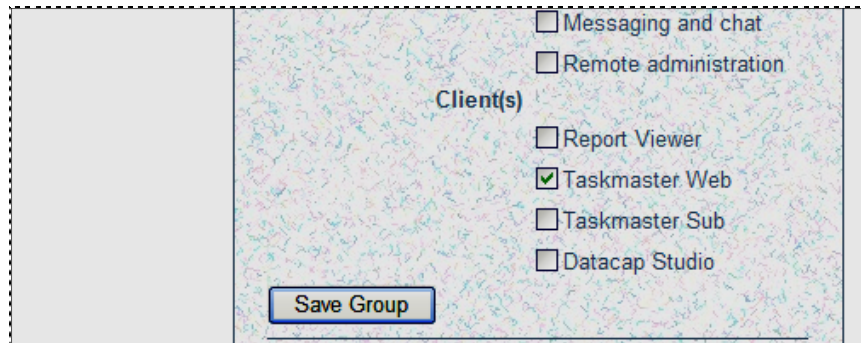 Messaging and chat
Remote administration
Client(s)
Report Viewer
Taskmaster Web
Taskmaster Sub
Datacap Studio
Save Group